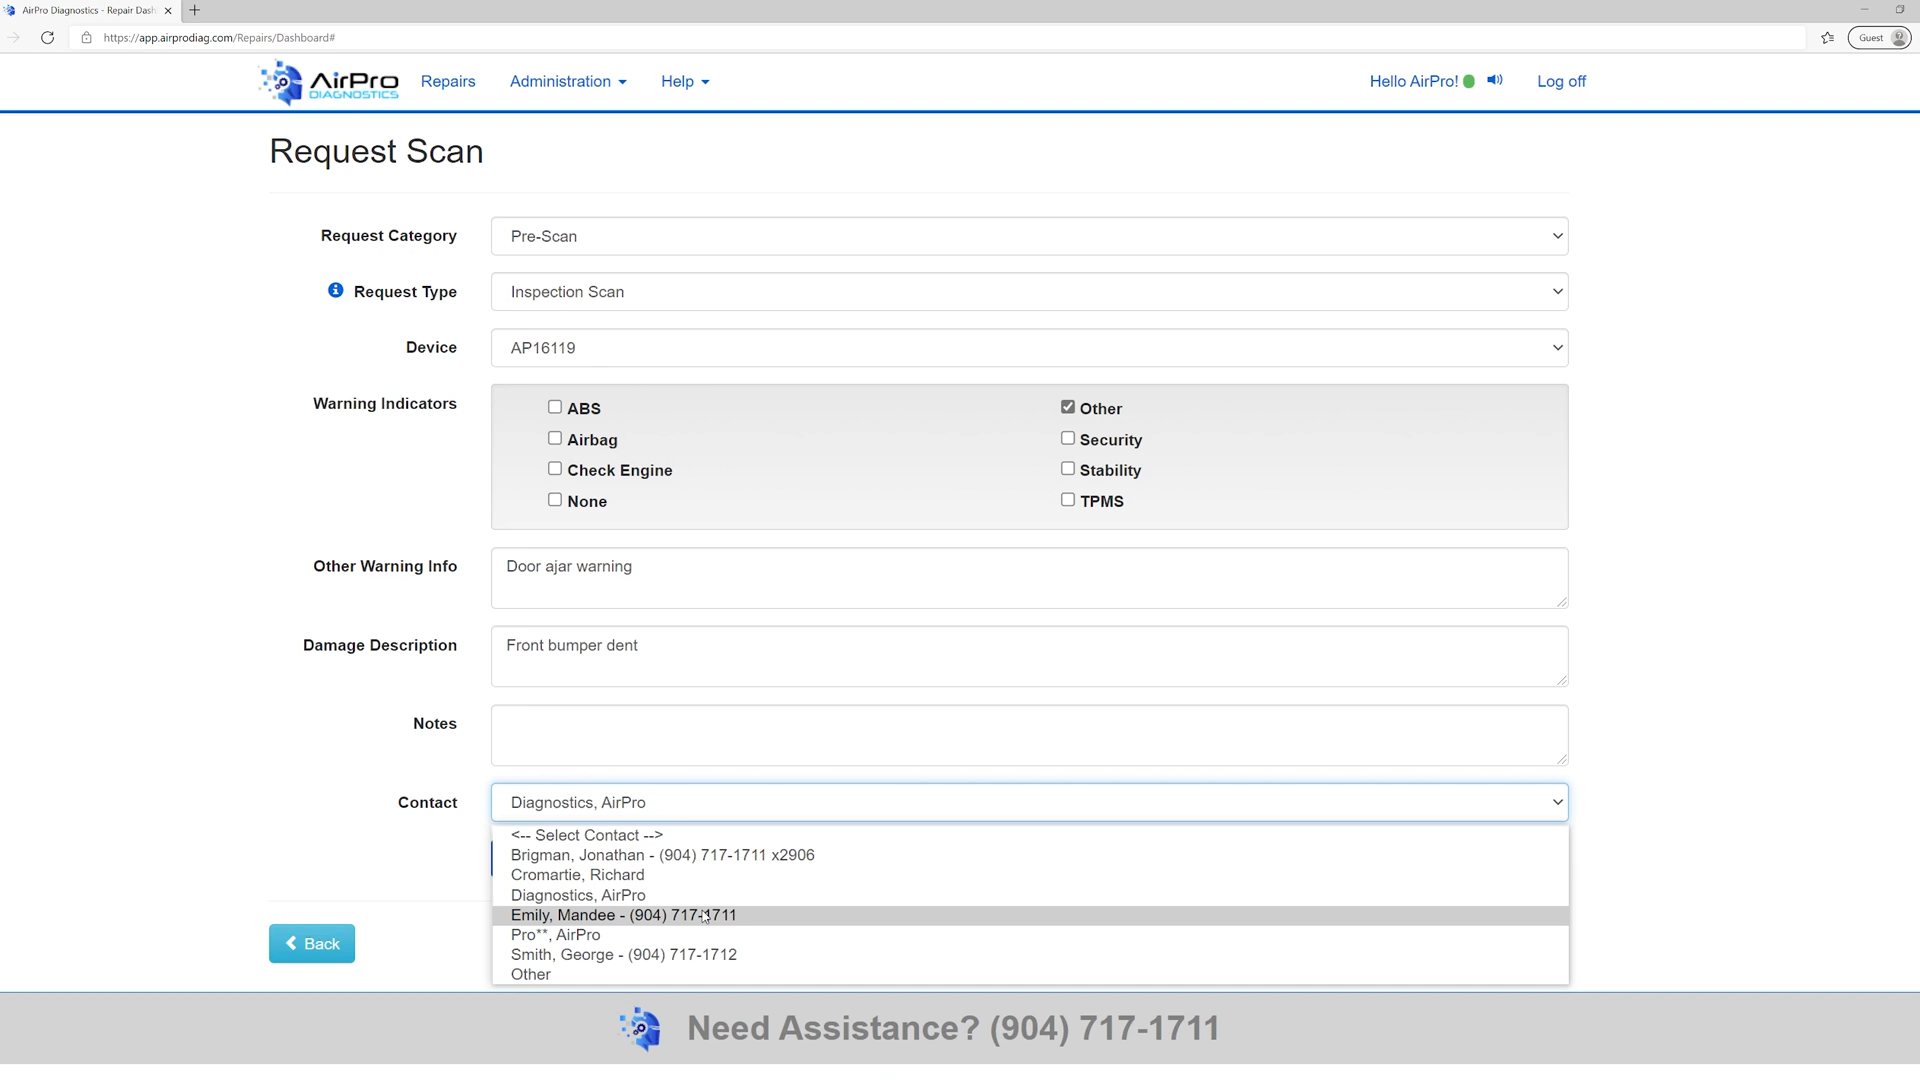 AirPro Diagnostics - Repair Dash
https://app.airprodiag.com/Repairs/Dashboard#
Guest
AirPro
DIAGNOSTICS
Repairs
Administration
Help
Hello AirPro!
Log off
Request Scan
Request Category
Pre-Scan
Request Type
Inspection Scan
Device
AP16119
Warning Indicators
ABS
Other
Airbag
Security
Check Engine
Stability
None
TPMS
Other Warning Info
Door ajar warning
Damage Description
Front bumper dent
Notes
Contact
Diagnostics, AirPro
<-- Select Contact -->
Brigman, Jonathan - (904) 717-1711 x2906
Cromartie, Richard
Diagnostics, AirPro
Emily, Mandee - (904) 717-1711
Pro**, AirPro
Smith, George - (904) 717-1712
Other
Back
Need Assistance? (904) 717-1711